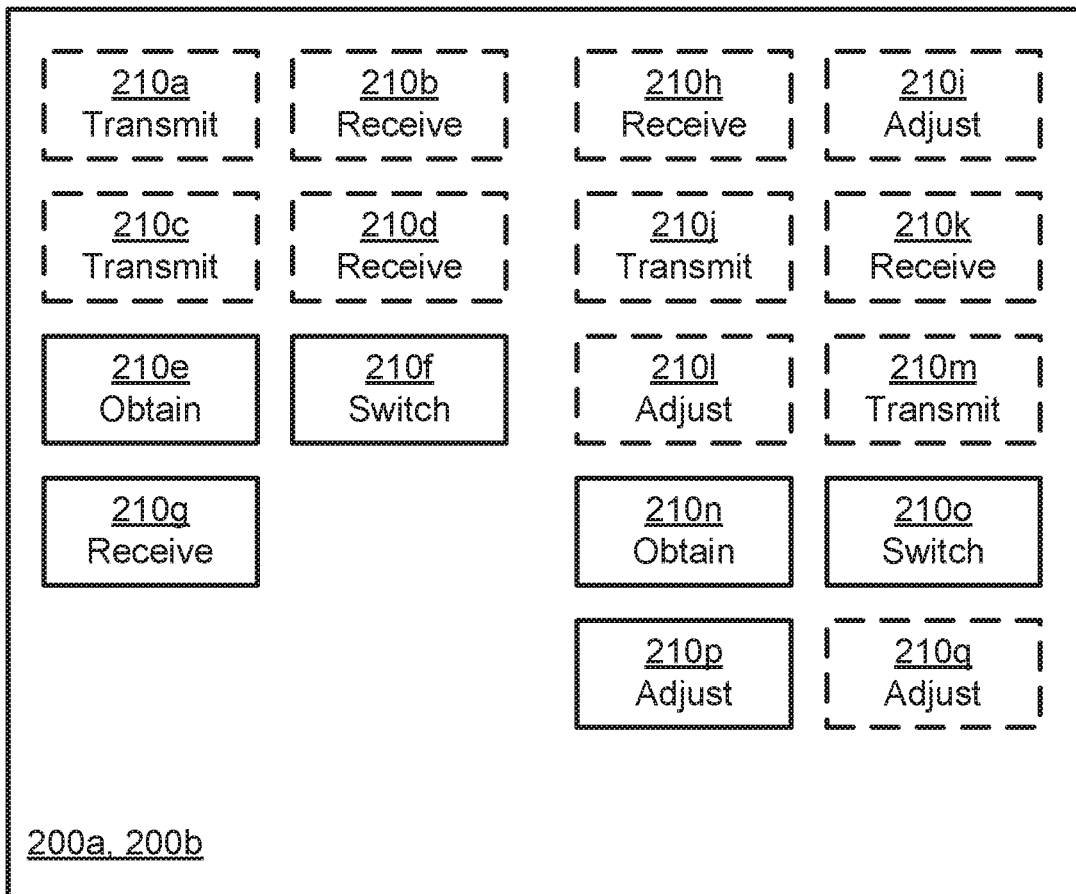 210a
Transmit
210b
Receive
210h
Receive
210i
Adjust
210c
Transmit
210d
Receive
210j
Transmit
210k
Receive
210e
Obtain
210f
Switch
210l
Adjust
210m
Transmit
210g
Receive
210n
Obtain
210o
Switch
210p
Adjust
210q
Adjust
200a, 200b